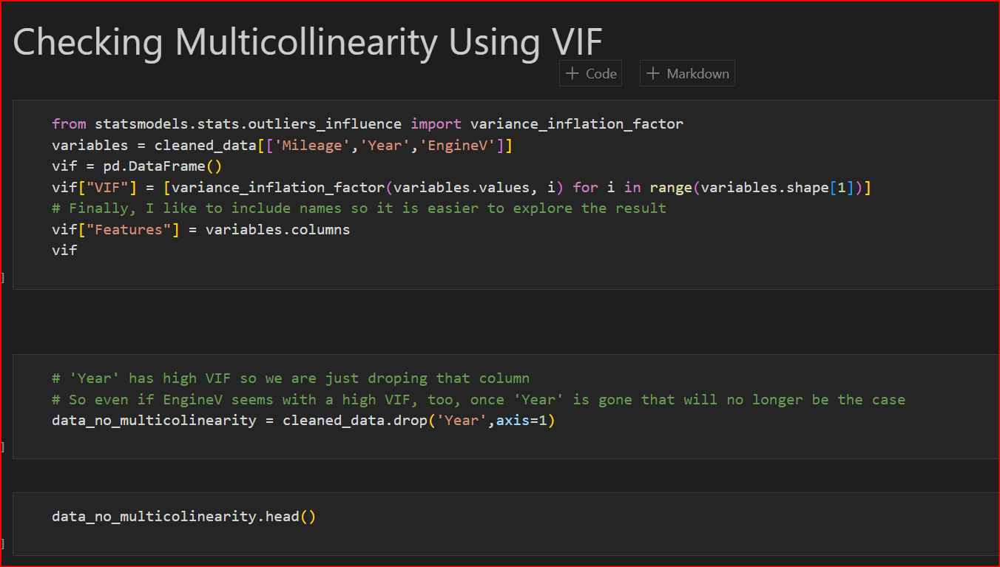 Checking Multicollinearity Using VIF
+ Code + Markdown
from statsmodels.stats.outliers_influence import variance_inflation_factor
variables = cleaned_data[['Mileage','Year','EngineV']]
vif = pd.DataFrame()
vif["VIF"] = [variance_inflation_factor(variables.values, i) for i in range(variables.shape[1])]
# Finally, I like to include names so it is easier to explore the result
vif["Features"] = variables.columns
vif
]
# 'Year' has high VIF so we are just droping that column
# So even if EngineV seems with a high VIF, too, once 'Year' is gone that will no longer be the case
data_no_multicolinearity = cleaned_data.drop('Year',axis=1)
]
data_no_multicolinearity.head()
]